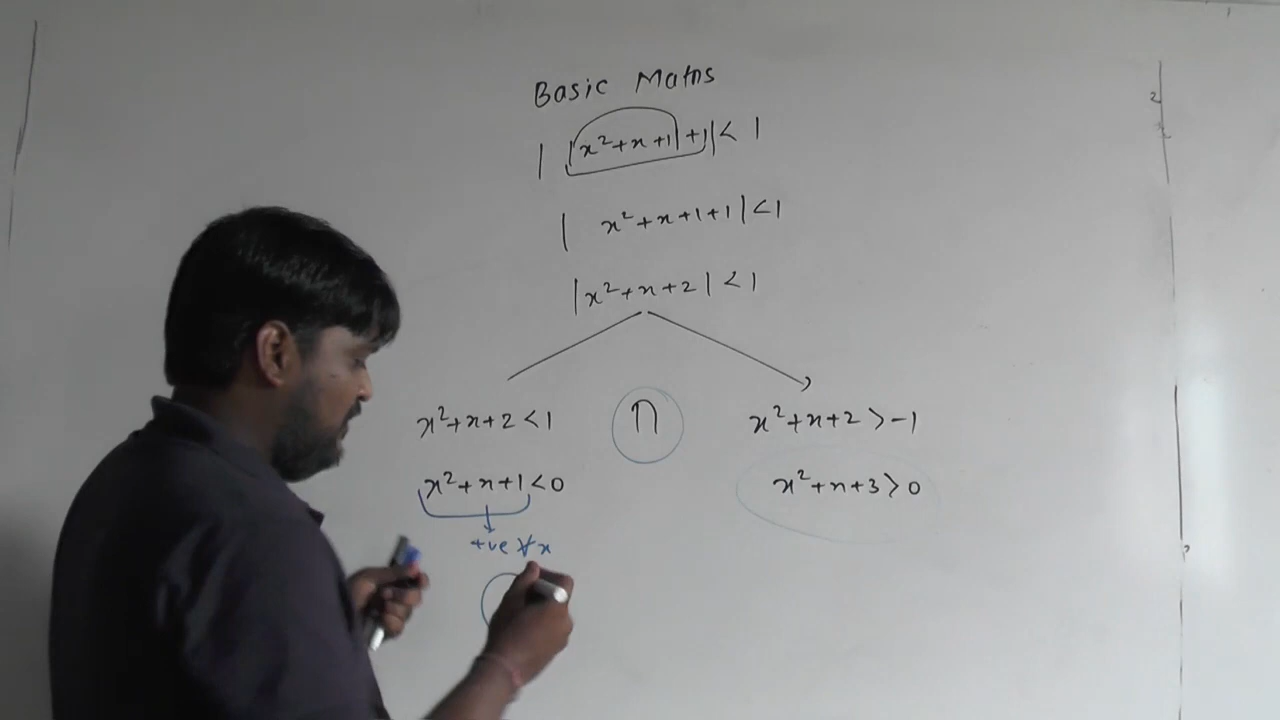 Basic Maths
| |x²+x+1|+1| < 1
| x²+x+1+1| < 1
|x²+x+2| < 1
x²+x+2 < 1 ∩ x²+x+2 > -1
x²+x+1 < 0 x²+x+3 > 0
+ve ∀ x